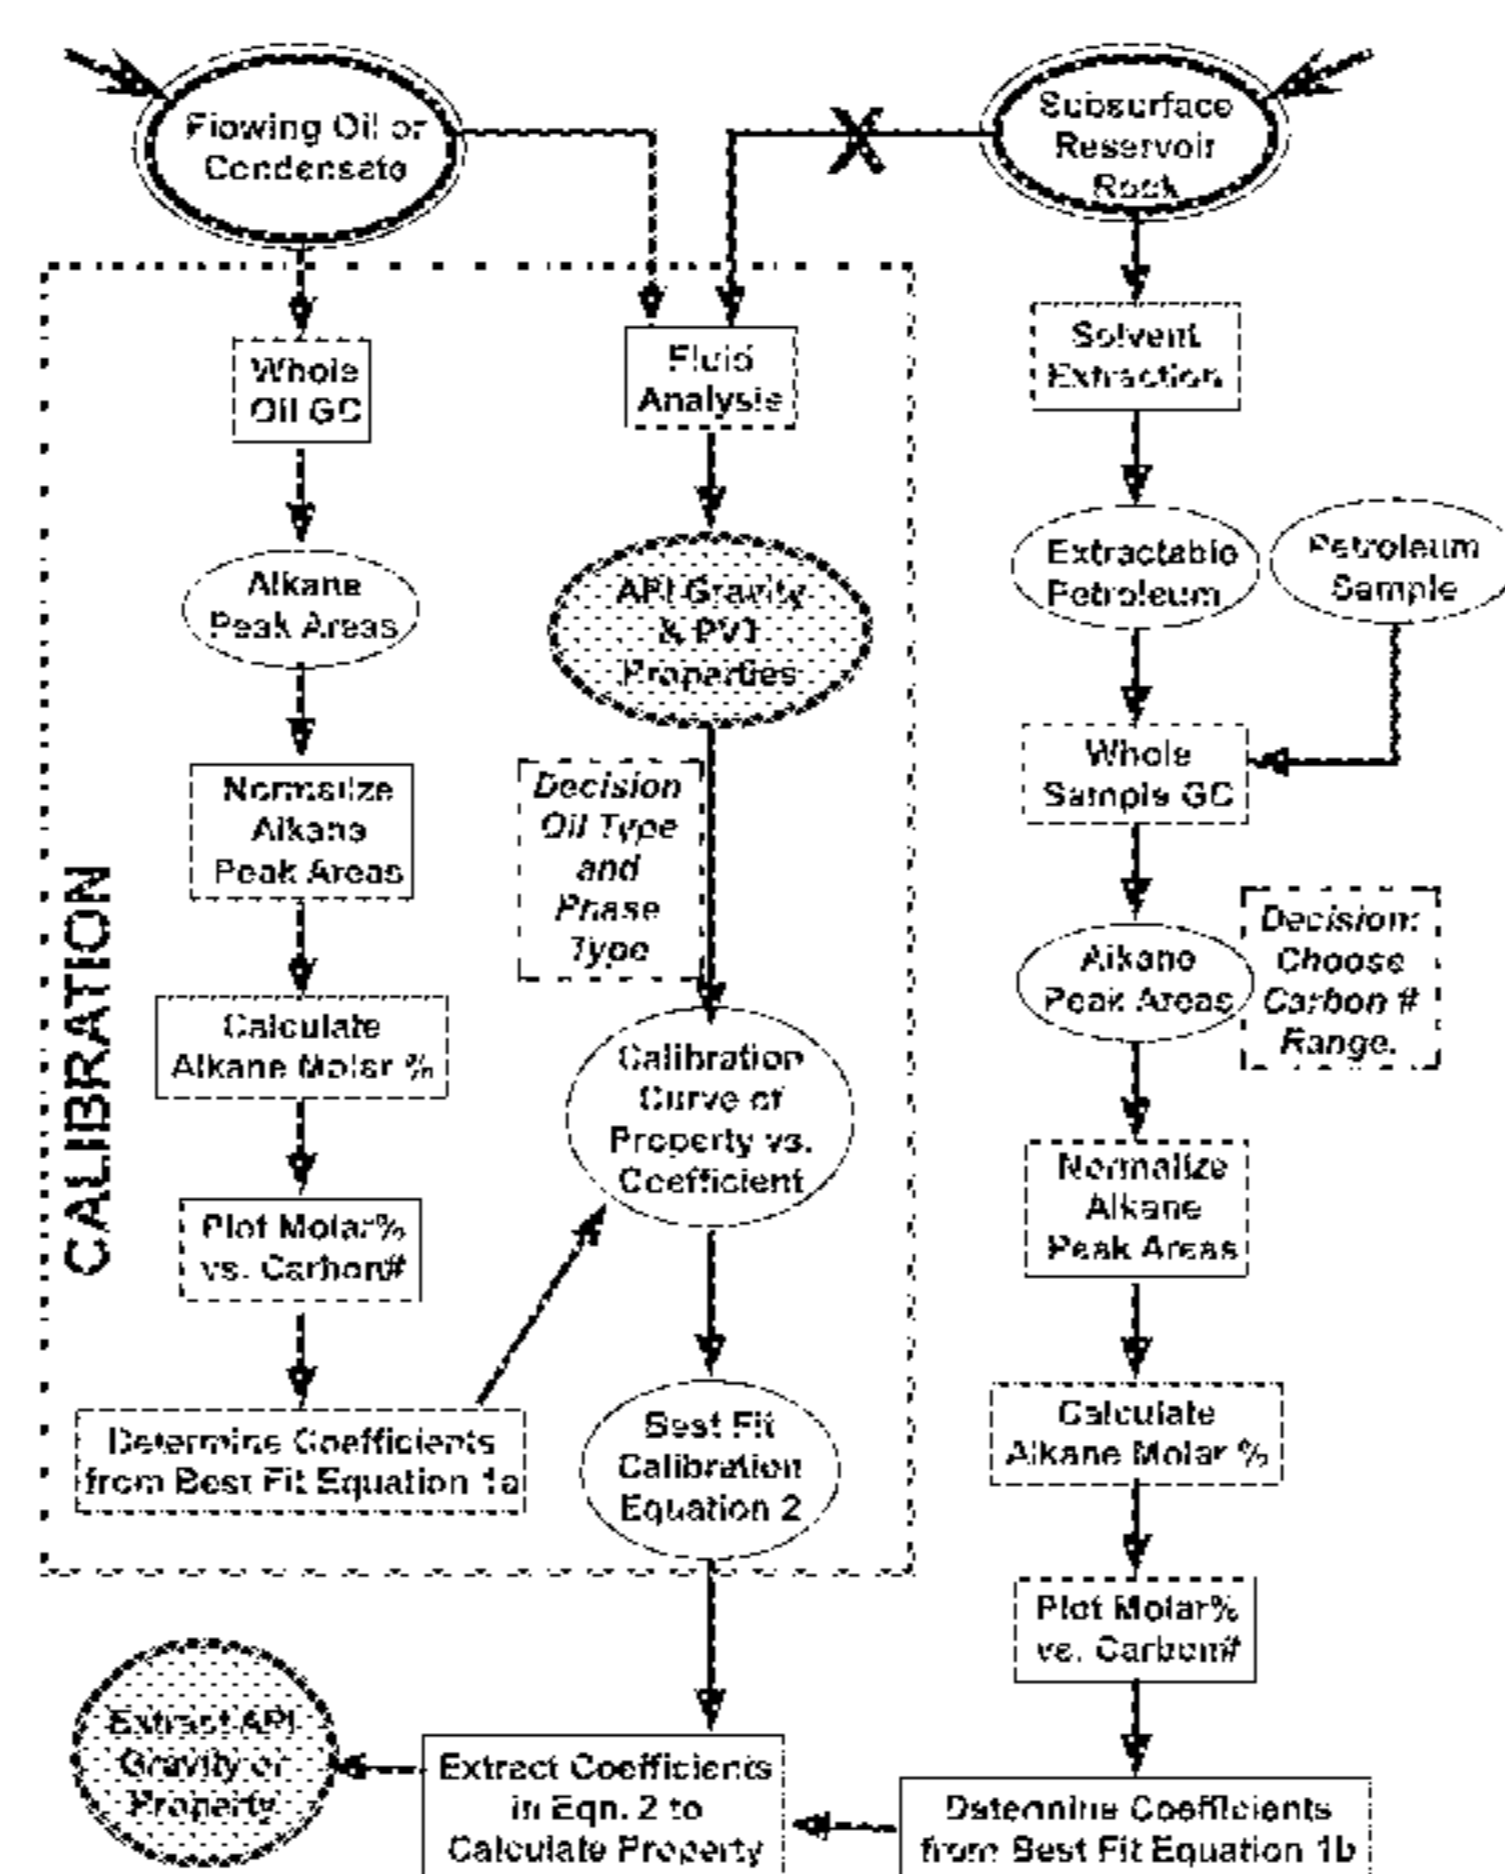 Flowing Oil or
Condensate
Subsurface
Reservoir
Rock
Whole
Oil GC
Fluid
Analysis
Solvent
Extraction
Alkane
Peak Areas
API Gravity
& PVT
Properties
Extractable
Petroleum
Petroleum
Sample
Normalize
Alkane
Peak Areas
Decision
Oil Type
and
Phase
Type
Whole
Sample GC
CALIBRATION
Calculate
Alkane Molar %
Calibration
Curve of
Property vs.
Coefficient
Alkane
Peak Areas
Decision:
Choose
Carbon #
Range.
Plot Molar%
vs. Carbon#
Normalize
Alkane
Peak Areas
Determine Coefficients
from Best Fit Equation 1a
Best Fit
Calibration
Equation 2
Calculate
Alkane Molar %
Plot Molar%
vs. Carbon#
Extract API
Gravity or
Property
Extract Coefficients
in Eqn. 2 to
Calculate Property
Determine Coefficients
from Best Fit Equation 1b